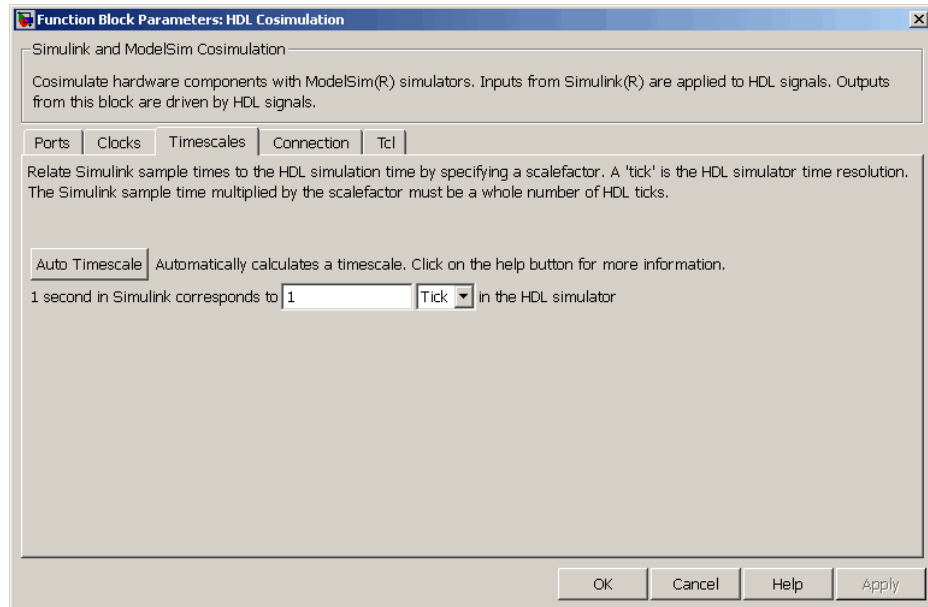 Function Block Parameters: HDL Cosimulation
Simulink and ModelSim Cosimulation
Cosimulate hardware components with ModelSim(R) simulators. Inputs from Simulink(R) are applied to HDL signals. Outputs
from this block are driven by HDL signals.
Ports Clocks Timescales Connection Tcl
Relate Simulink sample times to the HDL simulation time by specifying a scalefactor. A 'tick' is the HDL simulator time resolution.
The Simulink sample time multiplied by the scalefactor must be a whole number of HDL ticks.
Auto Timescale Automatically calculates a timescale. Click on the help button for more information.
1 second in Simulink corresponds to 1 Tick in the HDL simulator
OK Cancel Help Apply